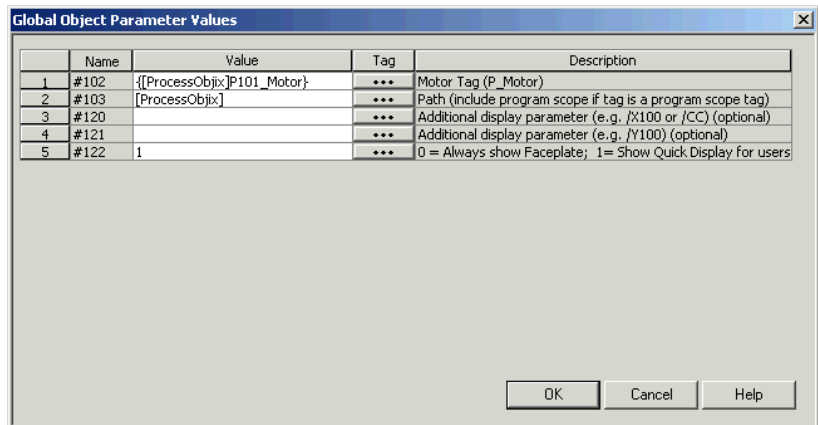 Global Object Parameter Values
Name Value Tag Description
1 #102 {[ProcessObjix]P101_Motor} ••• Motor Tag (P_Motor)
2 #103 [ProcessObjix] ••• Path (include program scope if tag is a program scope tag)
3 #120 ••• Additional display parameter (e.g. /X100 or /CC) (optional)
4 #121 ••• Additional display parameter (e.g. /Y100) (optional)
5 #122 1 ••• 0 = Always show Faceplate; 1= Show Quick Display for users
OK Cancel Help